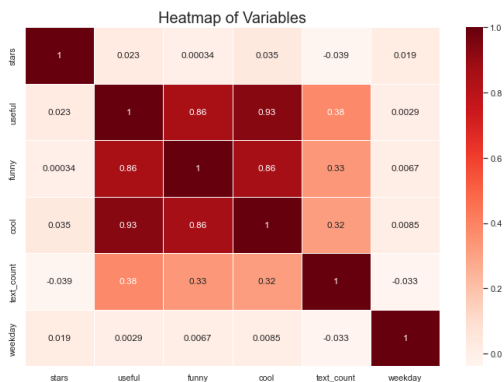 Heatmap of Variables
stars 1 0.023 0.00034 0.035 -0.039 0.019
useful 0.023 1 0.86 0.93 0.38 0.0029
funny 0.00034 0.86 1 0.86 0.33 0.0067
cool 0.035 0.93 0.86 1 0.32 0.0085
text_count -0.039 0.38 0.33 0.32 1 -0.033
weekday 0.019 0.0029 0.0067 0.0085 -0.033 1
stars useful funny cool text_count weekday
1.0
0.8
0.6
0.4
0.2
0.0